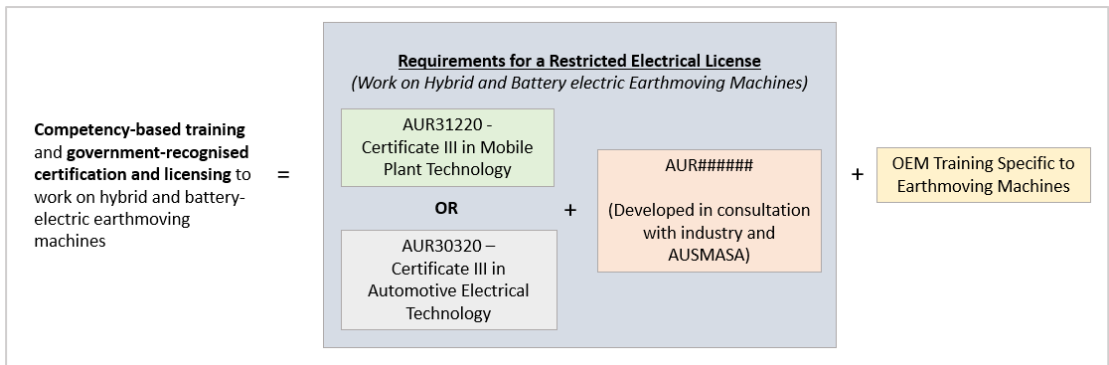 Requirements for a Restricted Electrical License
(Work on Hybrid and Battery electric Earthmoving Machines)
Competency-based training
and government-recognised
certification and licensing to
work on hybrid and battery-
electric earthmoving
machines
=
AUR31220 -
Certificate III in Mobile
Plant Technology
OR
AUR30320 –
Certificate III in
Automotive Electrical
Technology
+
AUR######
(Developed in consultation
with industry and
AUSMASA)
+
OEM Training Specific to
Earthmoving Machines